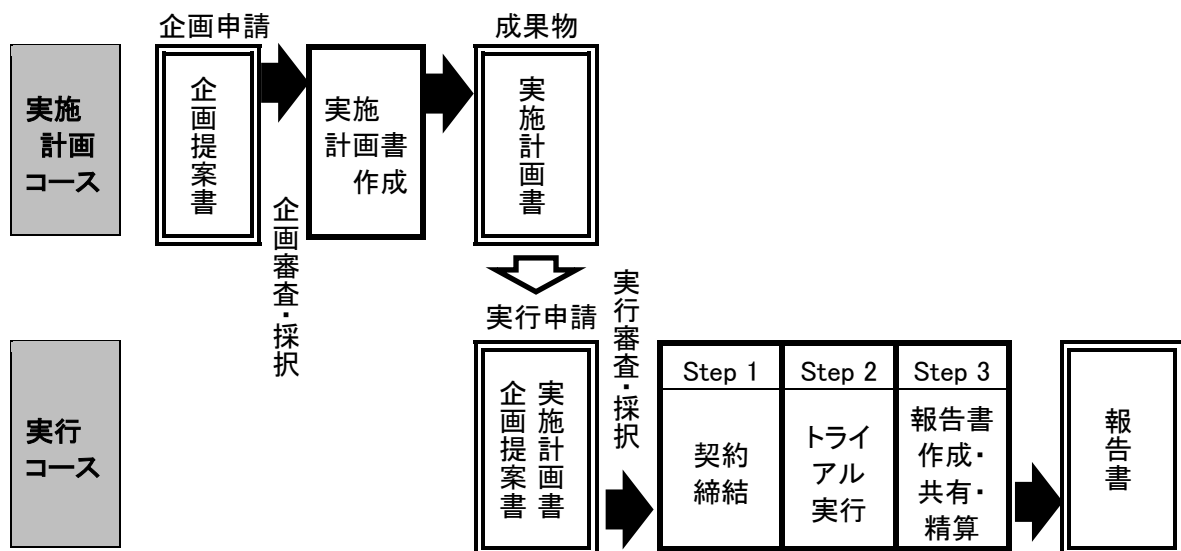 企画申請
成果物
実施
計画
コース
企画提案書
実施
計画書
作成
実施計画書
企画審査・採択
実行申請
実行審査・採択
実行
コース
実施計画書
企画提案書
Step 1
Step 2
Step 3
契約
締結
トライ
アル
実行
報告書
作成・
共有・
精算
報告書